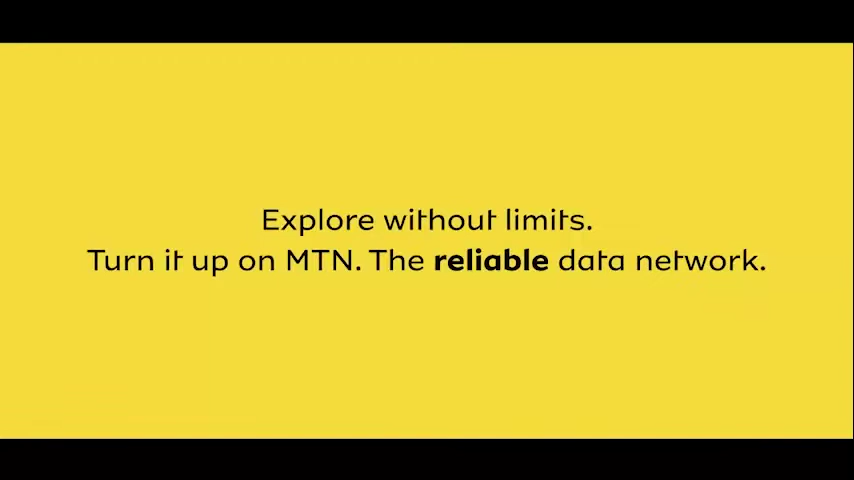 Explore without limits.
Turn it up on MTN. The reliable data network.